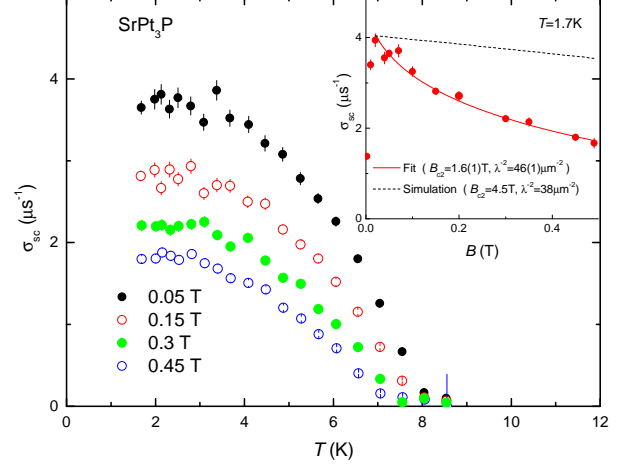 SrPt₃P
T=1.7K
σsc (μs⁻¹)
4
2
0
0.0
0.2
0.4
B (T)
Fit ( Bc2=1.6(1)T, λ⁻²=46(1)μm⁻²)
Simulation ( Bc2=4.5T, λ⁻²=38μm⁻²)
σsc (μs⁻¹)
4
2
0
0.05 T
0.15 T
0.3 T
0.45 T
0
2
4
6
8
10
12
T (K)